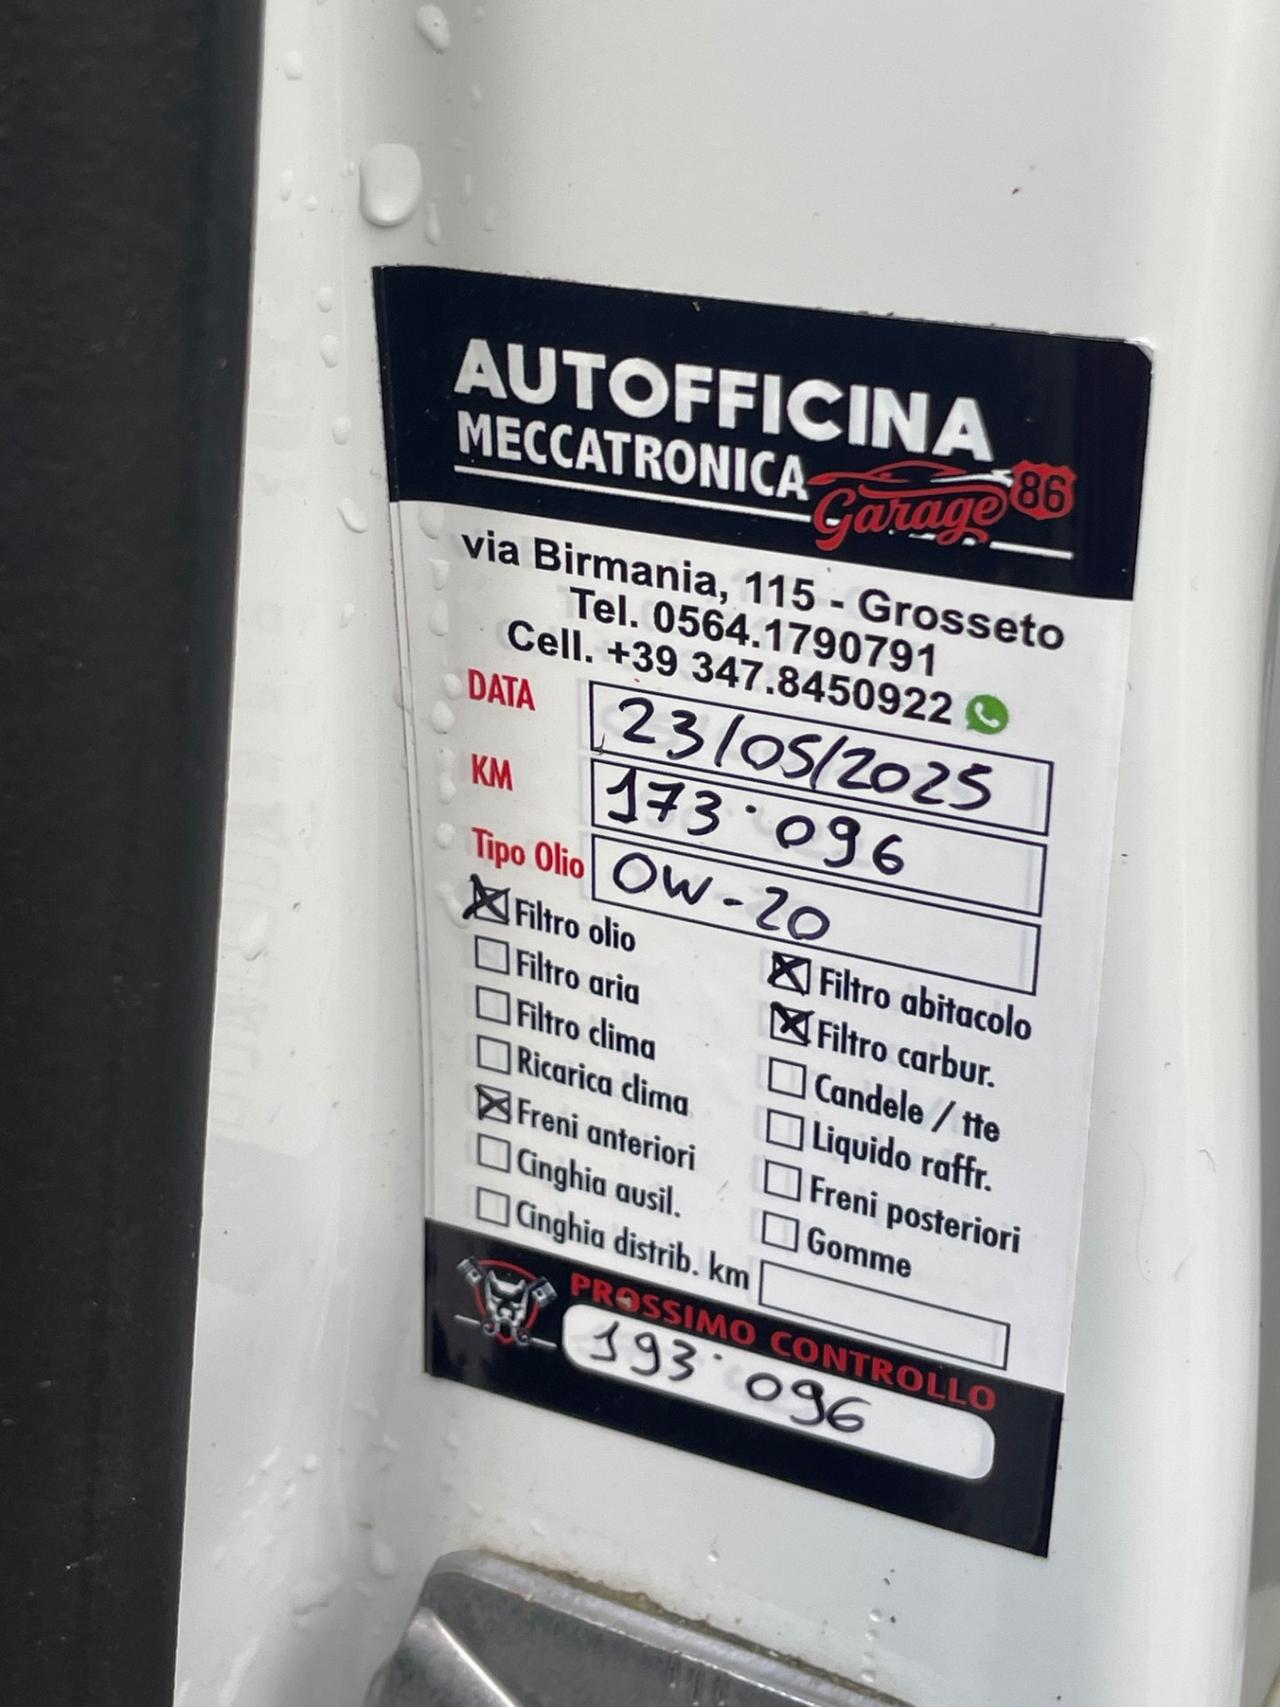 AUTOFFICINA
MECCATRONICA Garage 86
via Birmania, 115 - Grosseto
Tel. 0564.1790791
Cell. +39 347.8450922
DATA 23/05/2025
KM 173·096
Tipo Olio 0W-20
Filtro olio
Filtro aria
Filtro clima
Ricarica clima
Freni anteriori
Cinghia ausil.
Cinghia distrib. km
Filtro abitacolo
Filtro carbur.
Candele / tte
Liquido raffr.
Freni posteriori
Gomme
PROSSIMO CONTROLLO
193·096